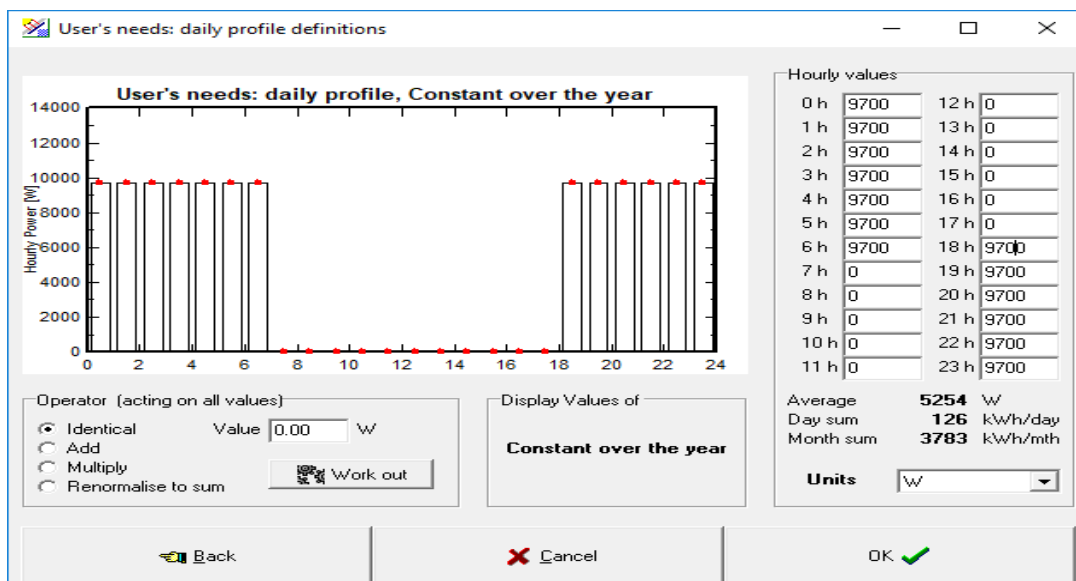 User's needs: daily profile definitions
User's needs: daily profile, Constant over the year
Hourly Power [W]
14000
12000
10000
8000
6000
4000
2000
0
0 2 4 6 8 10 12 14 16 18 20 22 24
Hourly values
0 h 9700 12 h 0
1 h 9700 13 h 0
2 h 9700 14 h 0
3 h 9700 15 h 0
4 h 9700 16 h 0
5 h 9700 17 h 0
6 h 9700 18 h 9700
7 h 0 19 h 9700
8 h 0 20 h 9700
9 h 0 21 h 9700
10 h 0 22 h 9700
11 h 0 23 h 9700
Average 5254 W
Day sum 126 kWh/day
Month sum 3783 kWh/mth
Units W
Operator (acting on all values)
Identical Value 0.00 W
Add
Multiply
Renormalise to sum
Work out
Display Values of
Constant over the year
Back Cancel OK